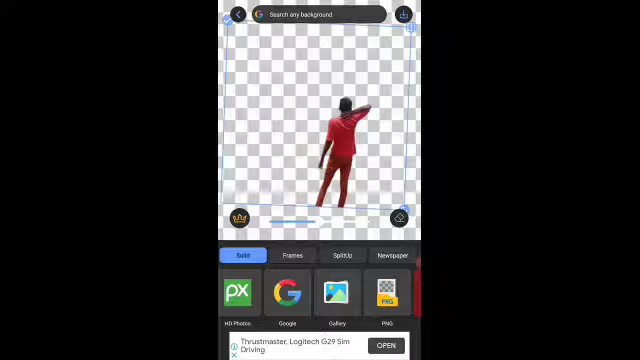 Search any background
Solid
Frames
SplitUp
Newspaper
PX
PNG
HD Photos
Google
Gallery
PNG
Thrustmaster, Logitech G29 Sim
Driving
OPEN